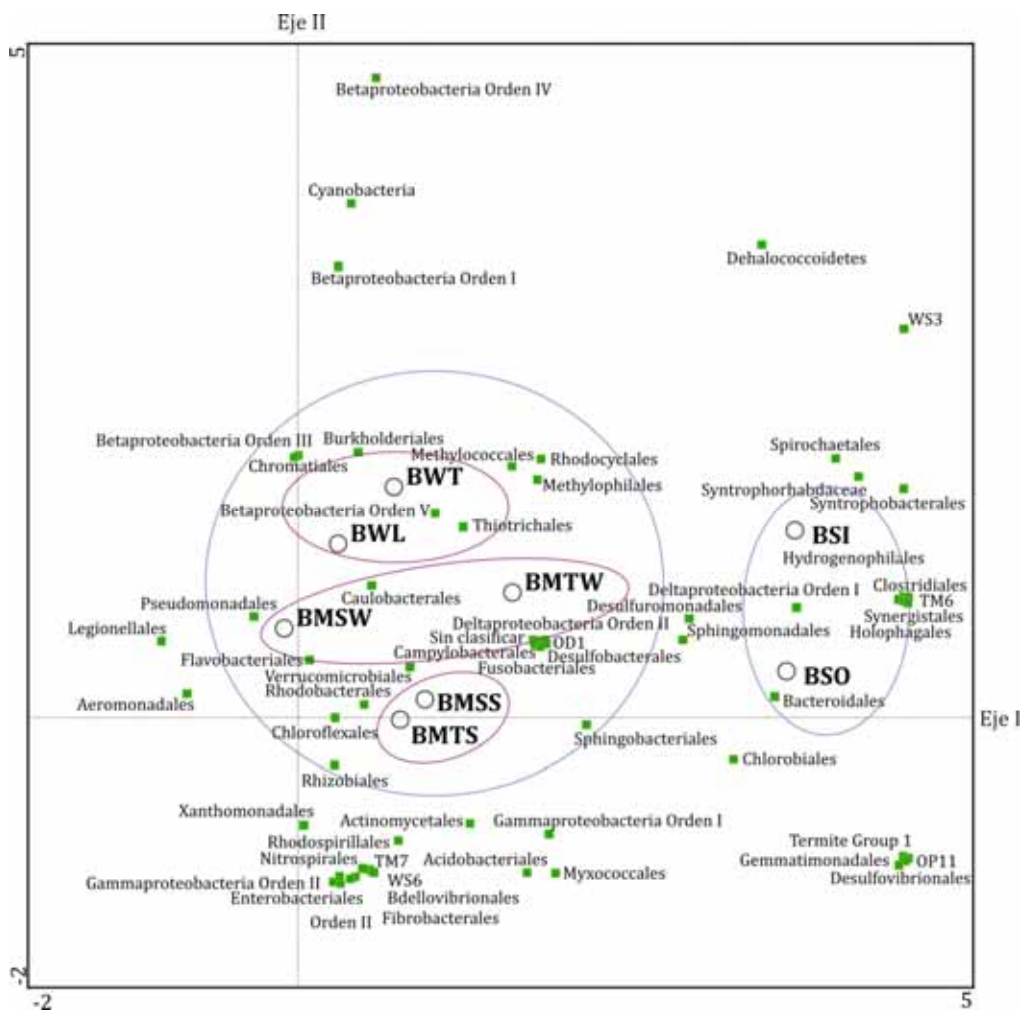 Eje II
5
Betaproteobacteria Orden IV
Cyanobacteria
Dehalococcoidetes
Betaproteobacteria Orden I
WS3
Betaproteobacteria Orden III
Burkholderiales
Spirochaetales
Methylococcales
Rhodocyclales
Chromatiales
BWT
Methylophilales
Syntrophorhabdaceae
Syntrophobacterales
Betaproteobacteria Orden V
Thiotrichales
BWL
BSI
Hydrogenophilales
BMTW
Deltaproteobacteria Orden I
Clostridiales
Caulobacterales
TM6
Pseudomonadales
Desulfuromonadales
Synergistales
BMSW
Deltaproteobacteria Orden II
Legionellales
Sphingomonadales
Holophagales
Sin clasificar
OD1
Campylobacterales
Desulfobacterales
Flavobacteriales
Fusobacteriales
Verrucomicrobiales
BSO
Rhodobacterales
Aeromonadales
BMSS
Bacteroidales
Eje I
Chloroflexales
BMTS
Sphingobacteriales
Chlorobiales
Rhizobiales
Xanthomonadales
Actinomycetales
Gammaproteobacteria Orden I
Rhodospirillales
Termite Group 1
Nitrospirales
TM7
Acidobacteriales
Gemmatimonadales
OP11
Myxococcales
Gammaproteobacteria Orden II
WS6
Desulfovibrionales
Enterobacteriales
Bdellovibrionales
Orden II
Fibrobacterales
-2
-2
5